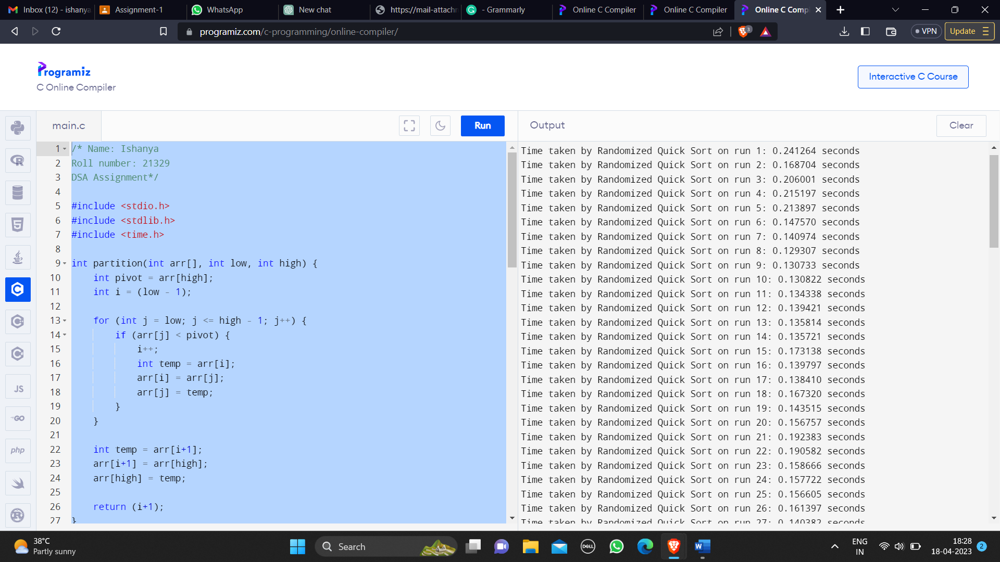 Inbox (12) - ishanya
Assignment-1
WhatsApp
New chat
https://mail-attachn
- Grammarly
Online C Compiler
Online C Compiler
Online C Comp
programiz.com/c-programming/online-compiler/
3
VPN
Update
Programiz
C Online Compiler
Interactive C Course
main.c
Run
Output
Clear
1 /* Name: Ishanya
2 Roll number: 21329
3 DSA Assignment*/
4
5 #include <stdio.h>
6 #include <stdlib.h>
7 #include <time.h>
8
9 int partition(int arr[], int low, int high) {
10 int pivot = arr[high];
11 int i = (low - 1);
12
13 for (int j = low; j <= high - 1; j++) {
14 if (arr[j] < pivot) {
15 i++;
16 int temp = arr[i];
17 arr[i] = arr[j];
18 arr[j] = temp;
19 }
20 }
21
22 int temp = arr[i+1];
23 arr[i+1] = arr[high];
24 arr[high] = temp;
25
26 return (i+1);
27 }
Time taken by Randomized Quick Sort on run 1: 0.241264 seconds
Time taken by Randomized Quick Sort on run 2: 0.168704 seconds
Time taken by Randomized Quick Sort on run 3: 0.206001 seconds
Time taken by Randomized Quick Sort on run 4: 0.215197 seconds
Time taken by Randomized Quick Sort on run 5: 0.213897 seconds
Time taken by Randomized Quick Sort on run 6: 0.147570 seconds
Time taken by Randomized Quick Sort on run 7: 0.140974 seconds
Time taken by Randomized Quick Sort on run 8: 0.129307 seconds
Time taken by Randomized Quick Sort on run 9: 0.130733 seconds
Time taken by Randomized Quick Sort on run 10: 0.130822 seconds
Time taken by Randomized Quick Sort on run 11: 0.134338 seconds
Time taken by Randomized Quick Sort on run 12: 0.139421 seconds
Time taken by Randomized Quick Sort on run 13: 0.135814 seconds
Time taken by Randomized Quick Sort on run 14: 0.135721 seconds
Time taken by Randomized Quick Sort on run 15: 0.173138 seconds
Time taken by Randomized Quick Sort on run 16: 0.139797 seconds
Time taken by Randomized Quick Sort on run 17: 0.138410 seconds
Time taken by Randomized Quick Sort on run 18: 0.167320 seconds
Time taken by Randomized Quick Sort on run 19: 0.143515 seconds
Time taken by Randomized Quick Sort on run 20: 0.156757 seconds
Time taken by Randomized Quick Sort on run 21: 0.192383 seconds
Time taken by Randomized Quick Sort on run 22: 0.190582 seconds
Time taken by Randomized Quick Sort on run 23: 0.158666 seconds
Time taken by Randomized Quick Sort on run 24: 0.157722 seconds
Time taken by Randomized Quick Sort on run 25: 0.156605 seconds
Time taken by Randomized Quick Sort on run 26: 0.161397 seconds
Time taken by Randomized Quick Sort on run 27: 0.140382 seconds
JS
GO
php
38°C
Partly sunny
Search
DELL
W
ENG
IN
18:28
18-04-2023
2